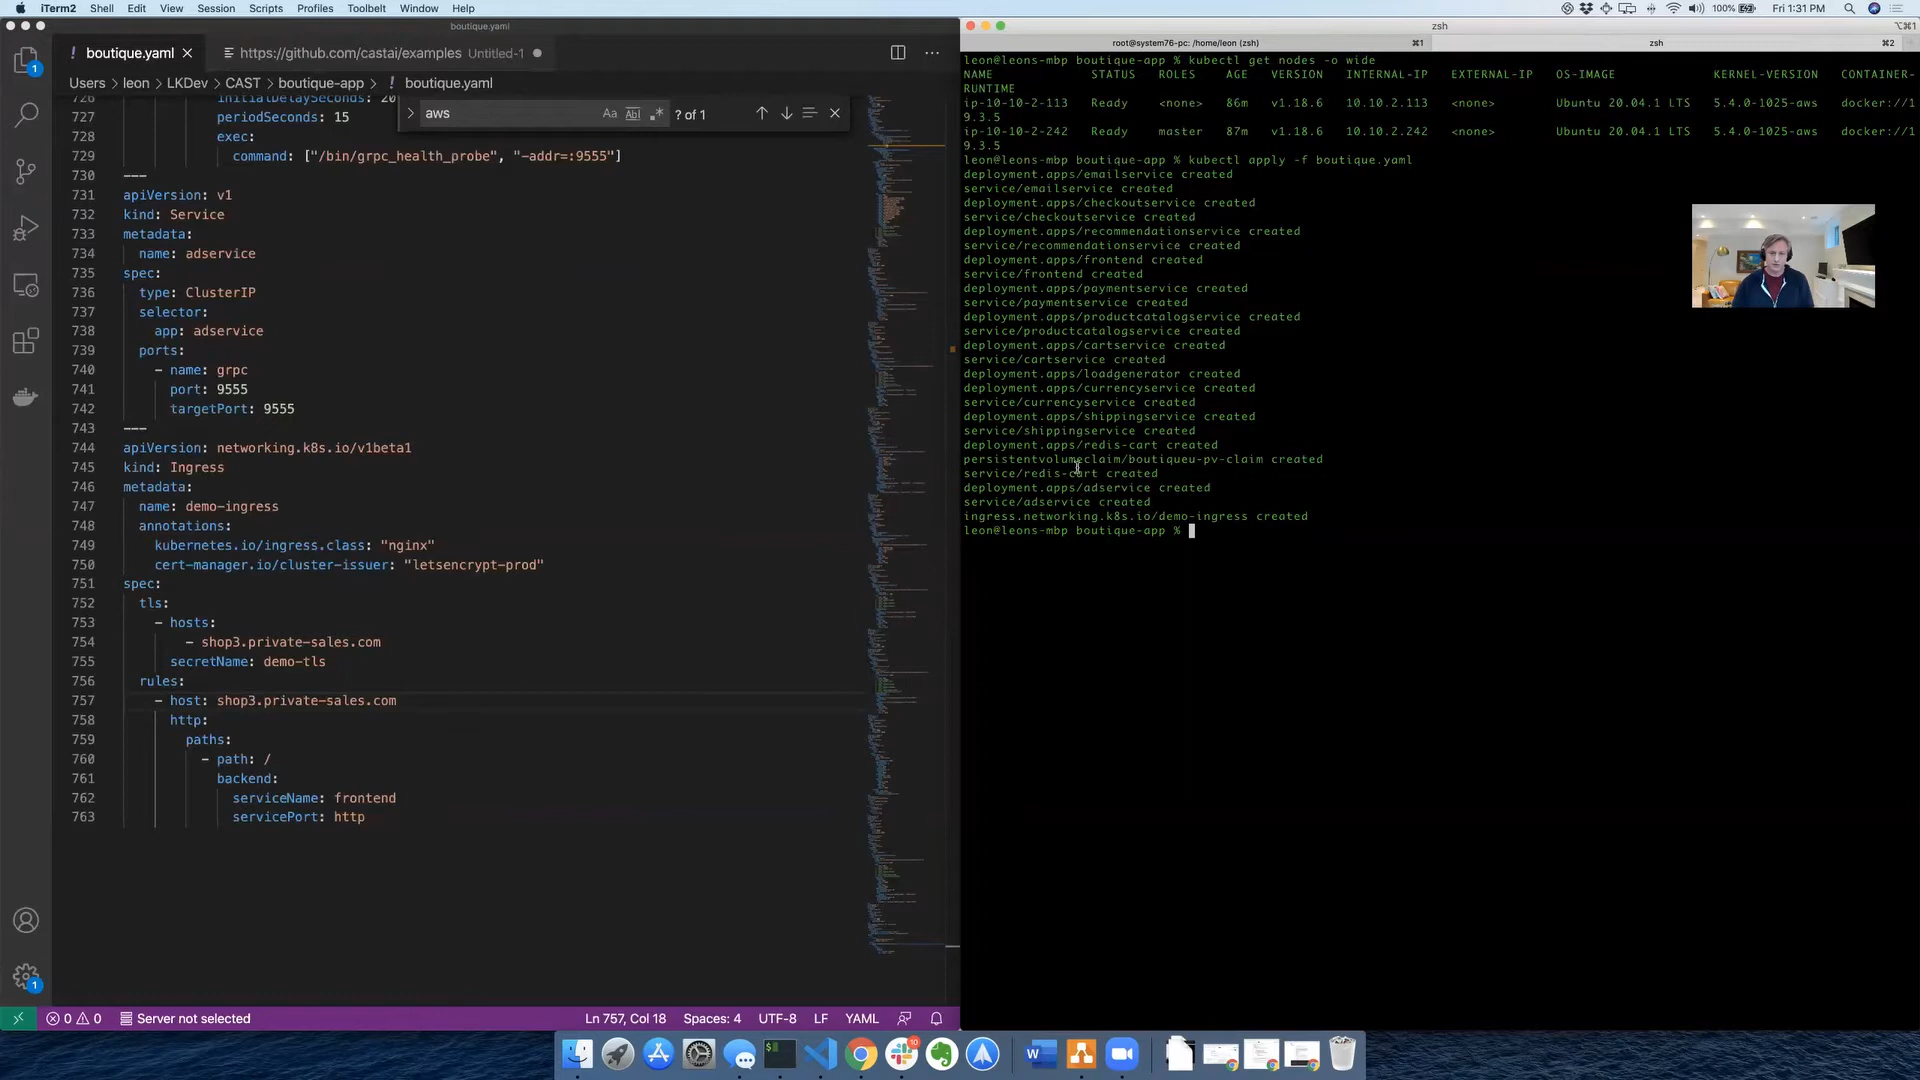 iTerm2 Shell Edit View Session Scripts Profiles Toolbelt Window Help
100% Fri 1:31 PM
boutique.yaml
boutique.yaml https://github.com/castai/examples Untitled-1
Users > leon > LKDev > CAST > boutique-app > ! boutique.yaml
aws Aa Abl ? of 1
726 initialDelaySeconds: 20
727 periodSeconds: 15
728 exec:
729 command: ["/bin/grpc_health_probe", "-addr=:9555"]
730 ---
731 apiVersion: v1
732 kind: Service
733 metadata:
734 name: adservice
735 spec:
736 type: ClusterIP
737 selector:
738 app: adservice
739 ports:
740 - name: grpc
741 port: 9555
742 targetPort: 9555
743 ---
744 apiVersion: networking.k8s.io/v1beta1
745 kind: Ingress
746 metadata:
747 name: demo-ingress
748 annotations:
749 kubernetes.io/ingress.class: "nginx"
750 cert-manager.io/cluster-issuer: "letsencrypt-prod"
751 spec:
752 tls:
753 - hosts:
754 - shop3.private-sales.com
755 secretName: demo-tls
756 rules:
757 - host: shop3.private-sales.com
758 http:
759 paths:
760 - path: /
761 backend:
762 serviceName: frontend
763 servicePort: http
0 0 Server not selected Ln 757, Col 18 Spaces: 4 UTF-8 LF YAML
zsh ⌥⌘1
root@system76-pc: /home/leon (zsh) ⌘1 zsh ⌘2
leon@leons-mbp boutique-app % kubectl get nodes -o wide
NAME STATUS ROLES AGE VERSION INTERNAL-IP EXTERNAL-IP OS-IMAGE KERNEL-VERSION CONTAINER-
RUNTIME
ip-10-10-2-113 Ready <none> 86m v1.18.6 10.10.2.113 <none> Ubuntu 20.04.1 LTS 5.4.0-1025-aws docker://1
9.3.5
ip-10-10-2-242 Ready master 87m v1.18.6 10.10.2.242 <none> Ubuntu 20.04.1 LTS 5.4.0-1025-aws docker://1
9.3.5
leon@leons-mbp boutique-app % kubectl apply -f boutique.yaml
deployment.apps/emailservice created
service/emailservice created
deployment.apps/checkoutservice created
service/checkoutservice created
deployment.apps/recommendationservice created
service/recommendationservice created
deployment.apps/frontend created
service/frontend created
deployment.apps/paymentservice created
service/paymentservice created
deployment.apps/productcatalogservice created
service/productcatalogservice created
deployment.apps/cartservice created
service/cartservice created
deployment.apps/loadgenerator created
deployment.apps/currencyservice created
service/currencyservice created
deployment.apps/shippingservice created
service/shippingservice created
deployment.apps/redis-cart created
persistentvolumeclaim/boutiqueu-pv-claim created
service/redis-cart created
deployment.apps/adservice created
service/adservice created
ingress.networking.k8s.io/demo-ingress created
leon@leons-mbp boutique-app %